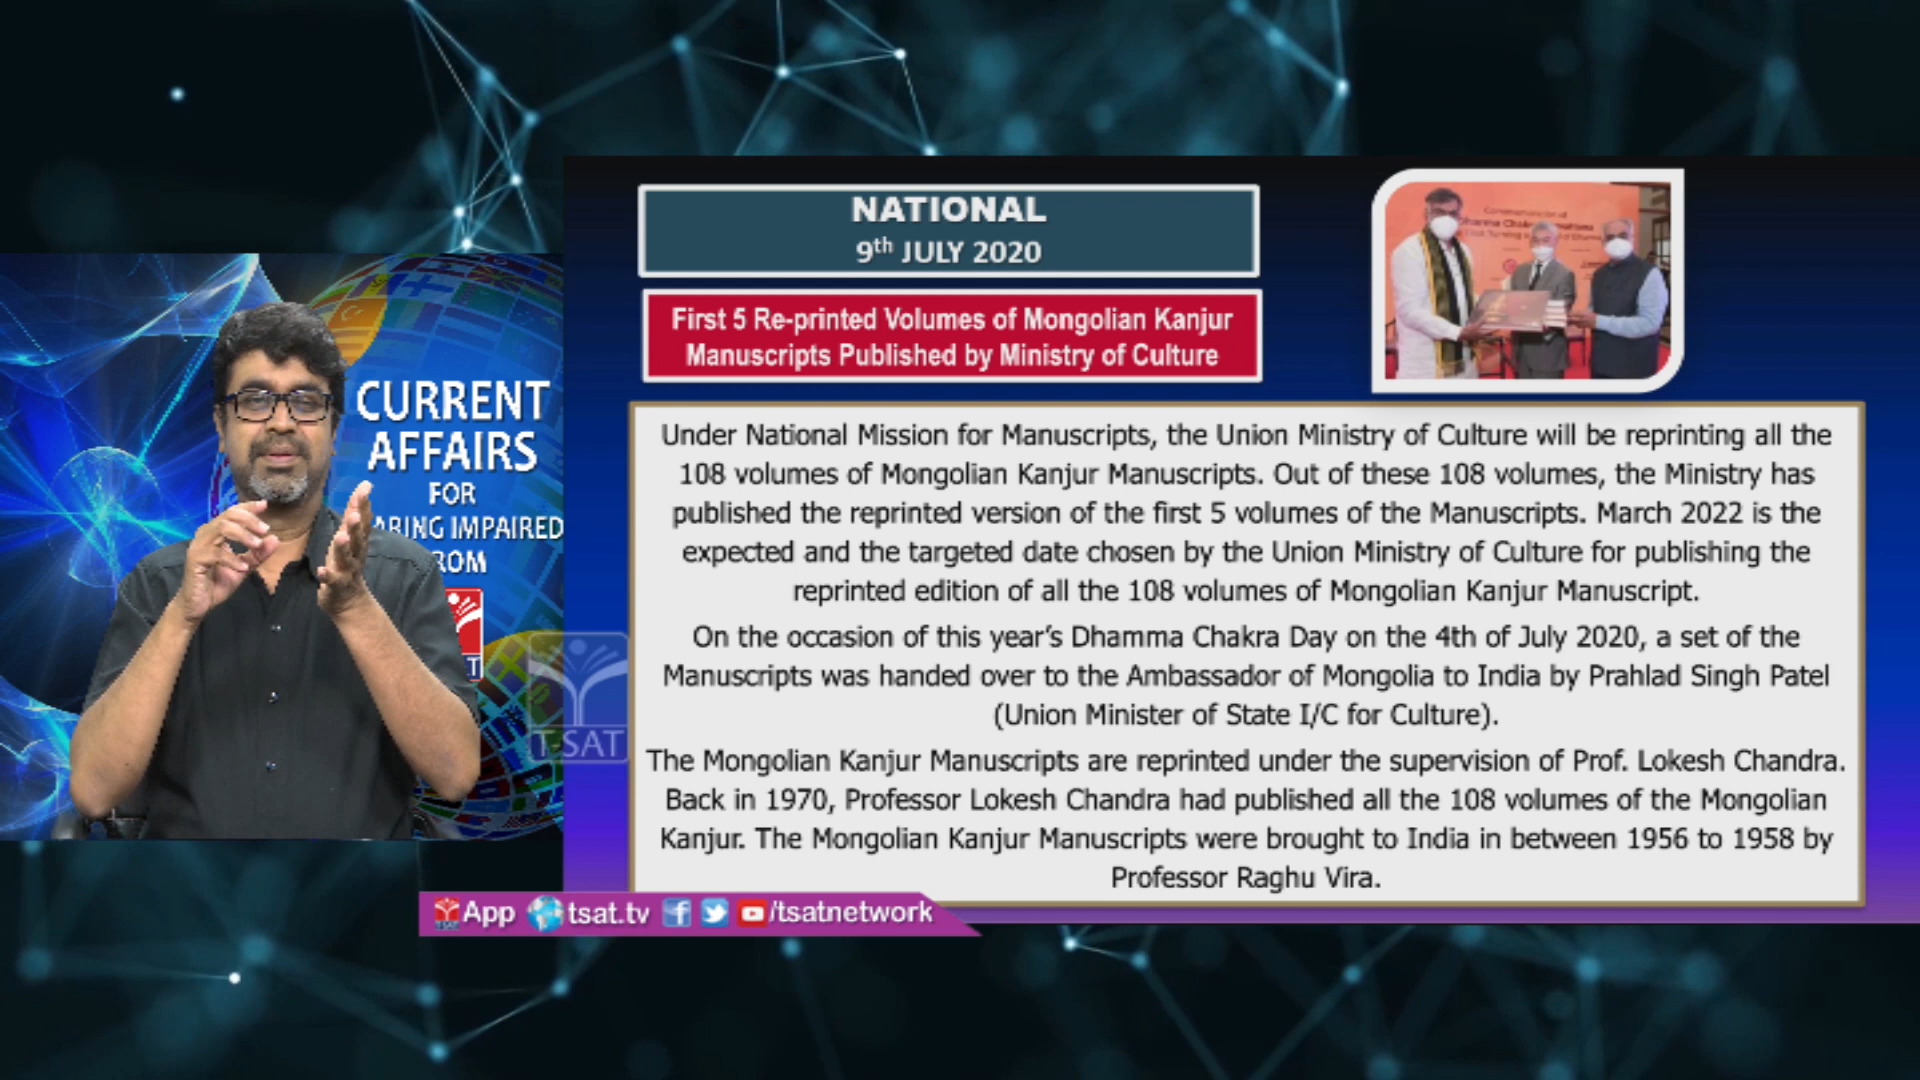 NATIONAL
9th JULY 2020
First 5 Re-printed Volumes of Mongolian Kanjur
Manuscripts Published by Ministry of Culture
CURRENT
AFFAIRS
FOR
ARING IMPAIRED
ROM
Under National Mission for Manuscripts, the Union Ministry of Culture will be reprinting all the
108 volumes of Mongolian Kanjur Manuscripts. Out of these 108 volumes, the Ministry has
published the reprinted version of the first 5 volumes of the Manuscripts. March 2022 is the
expected and the targeted date chosen by the Union Ministry of Culture for publishing the
reprinted edition of all the 108 volumes of Mongolian Kanjur Manuscript.
On the occasion of this year's Dhamma Chakra Day on the 4th of July 2020, a set of the
Manuscripts was handed over to the Ambassador of Mongolia to India by Prahlad Singh Patel
(Union Minister of State I/C for Culture).
The Mongolian Kanjur Manuscripts are reprinted under the supervision of Prof. Lokesh Chandra.
Back in 1970, Professor Lokesh Chandra had published all the 108 volumes of the Mongolian
Kanjur. The Mongolian Kanjur Manuscripts were brought to India in between 1956 to 1958 by
Professor Raghu Vira.
T-SAT
App tsat.tv /tsatnetwork